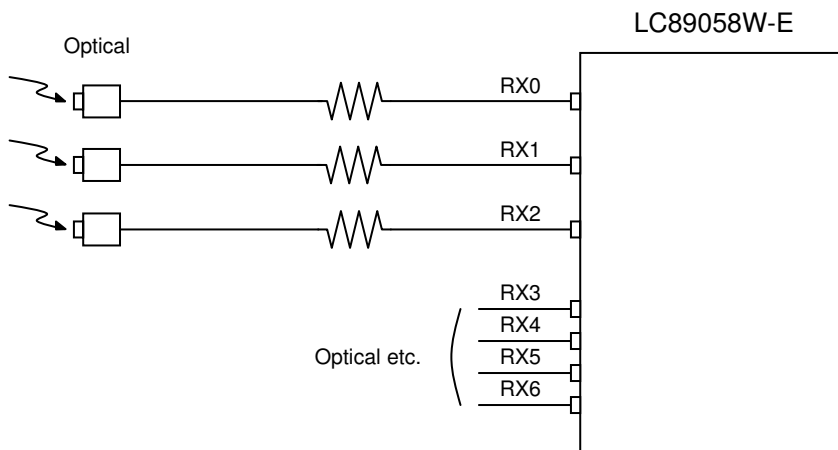 LC89058W-E
Optical
RX0
RX1
RX2
RX3
RX4
Optical etc.
RX5
RX6